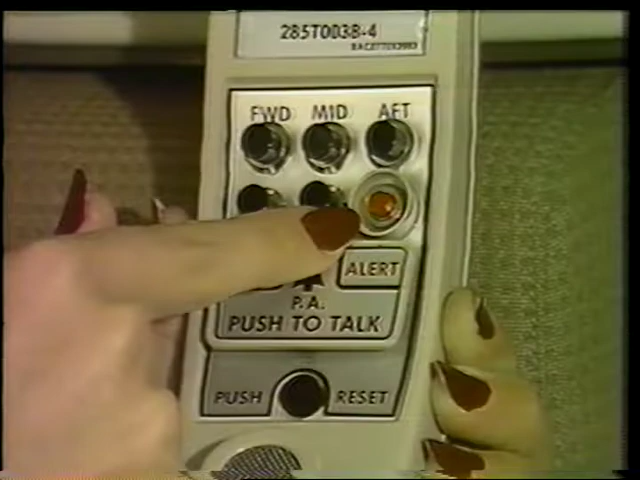 285T0038-4
FWD MID AFT
ALERT
P.A.
PUSH TO TALK
PUSH RESET